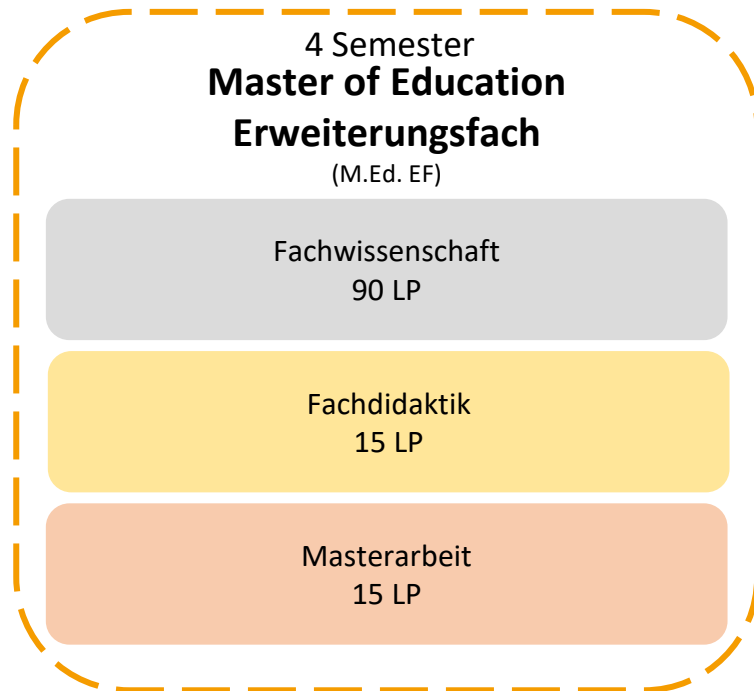 4 Semester
Master of Education
Erweiterungsfach
(M.Ed. EF)
Fachwissenschaft
90 LP
Fachdidaktik
15 LP
Masterarbeit
15 LP